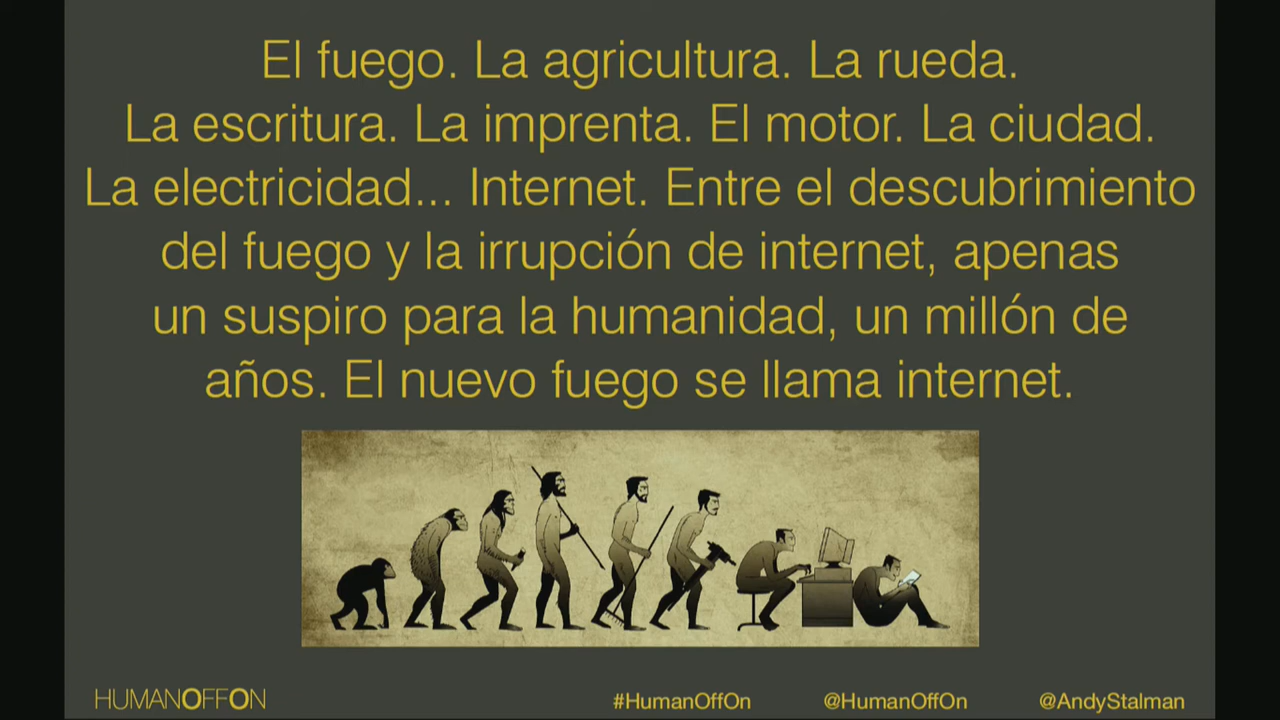 El fuego. La agricultura. La rueda.
La escritura. La imprenta. El motor. La ciudad.
La electricidad... Internet. Entre el descubrimiento
del fuego y la irrupción de internet, apenas
un suspiro para la humanidad, un millón de
años. El nuevo fuego se llama internet.
HUMANOFFON #HumanOffOn @HumanOffOn @AndyStalman